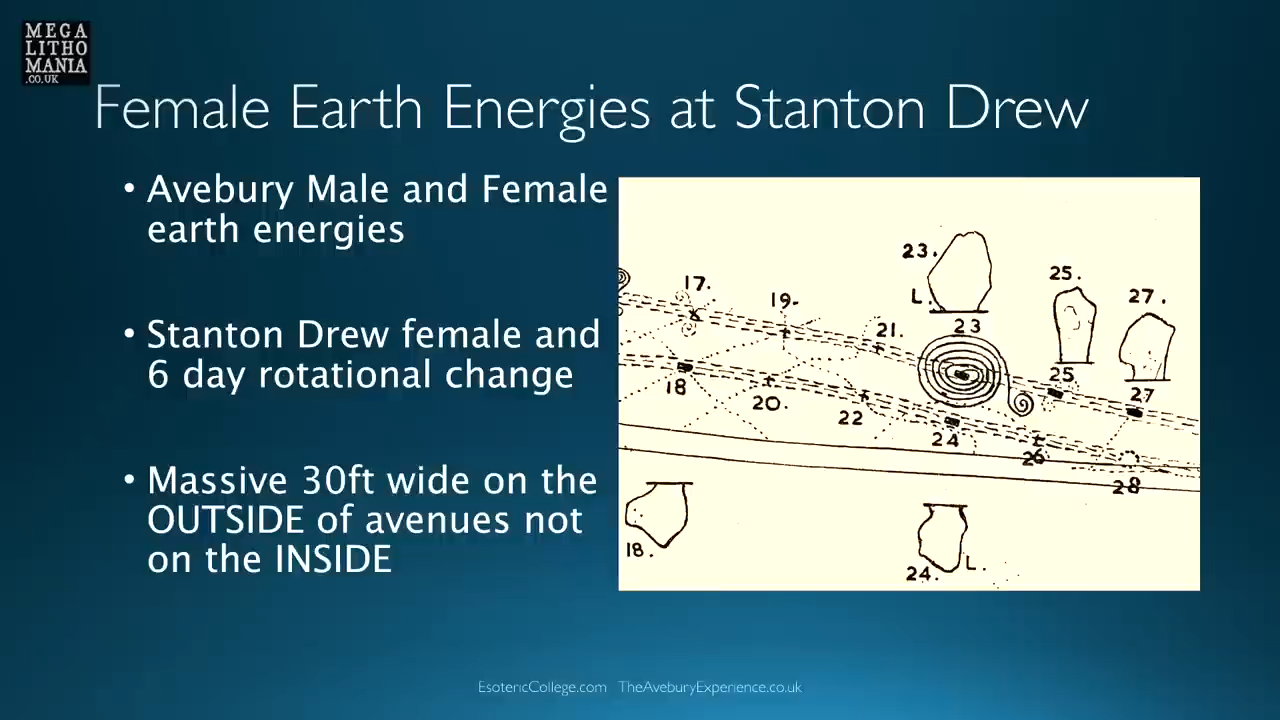 MEGA
LITHO
MANIA
.CO.UK
Female Earth Energies at Stanton Drew
• Avebury Male and Female
earth energies
• Stanton Drew female and
6 day rotational change
• Massive 30ft wide on the
OUTSIDE of avenues not
on the INSIDE
23.
L.
23
25.
27.
17.
19.
21.
25
27
18
20.
22
24
26
28
18.
24.
L.
EsotericCollege.com TheAveburyExperience.co.uk